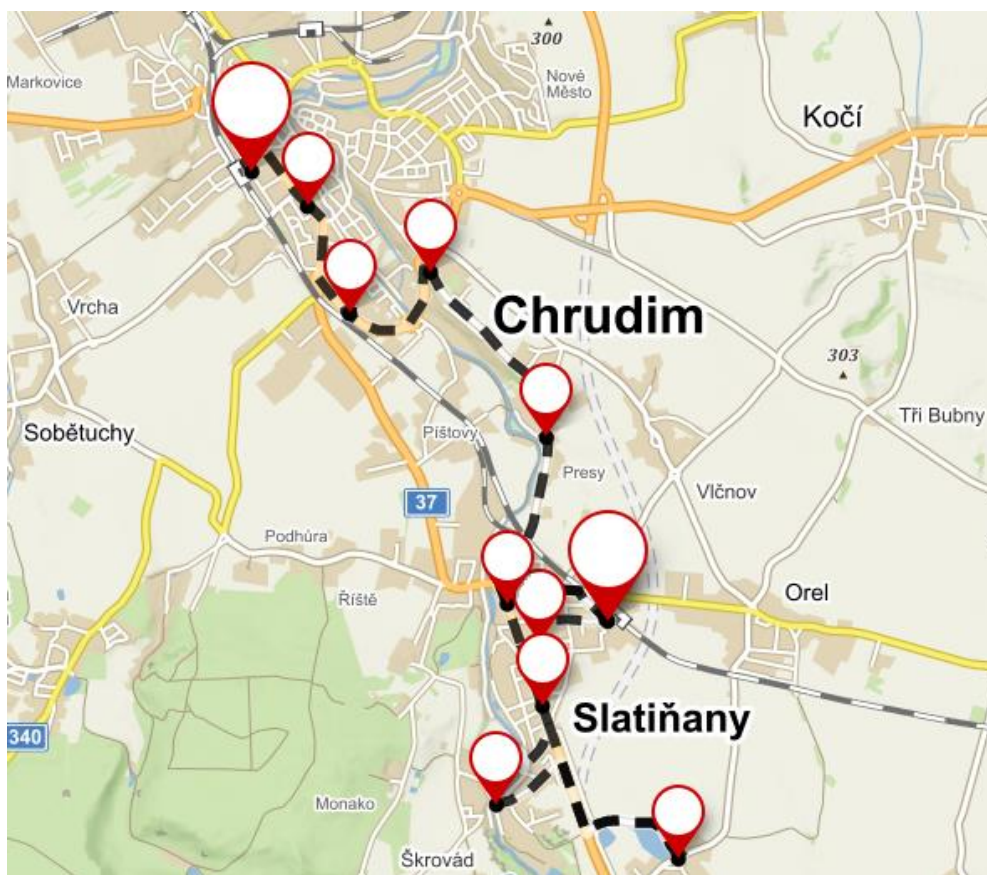 300
Markovice
Nové
Město
Kočí
Vrcha
Chrudim
303
Tři Bubny
Sobětuchy
Píštovy
Presy
Vlčnov
37
Podhůra
Orel
Říště
Slatiňany
340
Monako
Škrovád